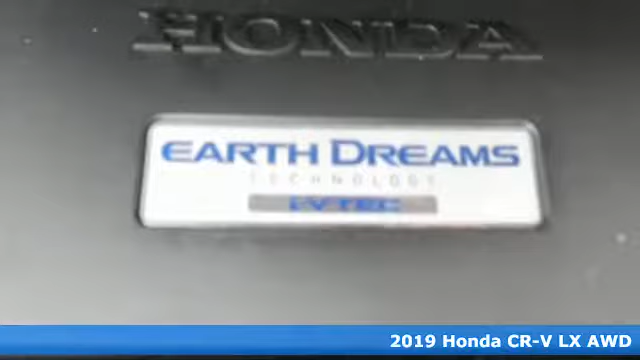 HONDA
EARTH DREAMS
TECHNOLOGY
i-VTEC
2019 Honda CR-V LX AWD